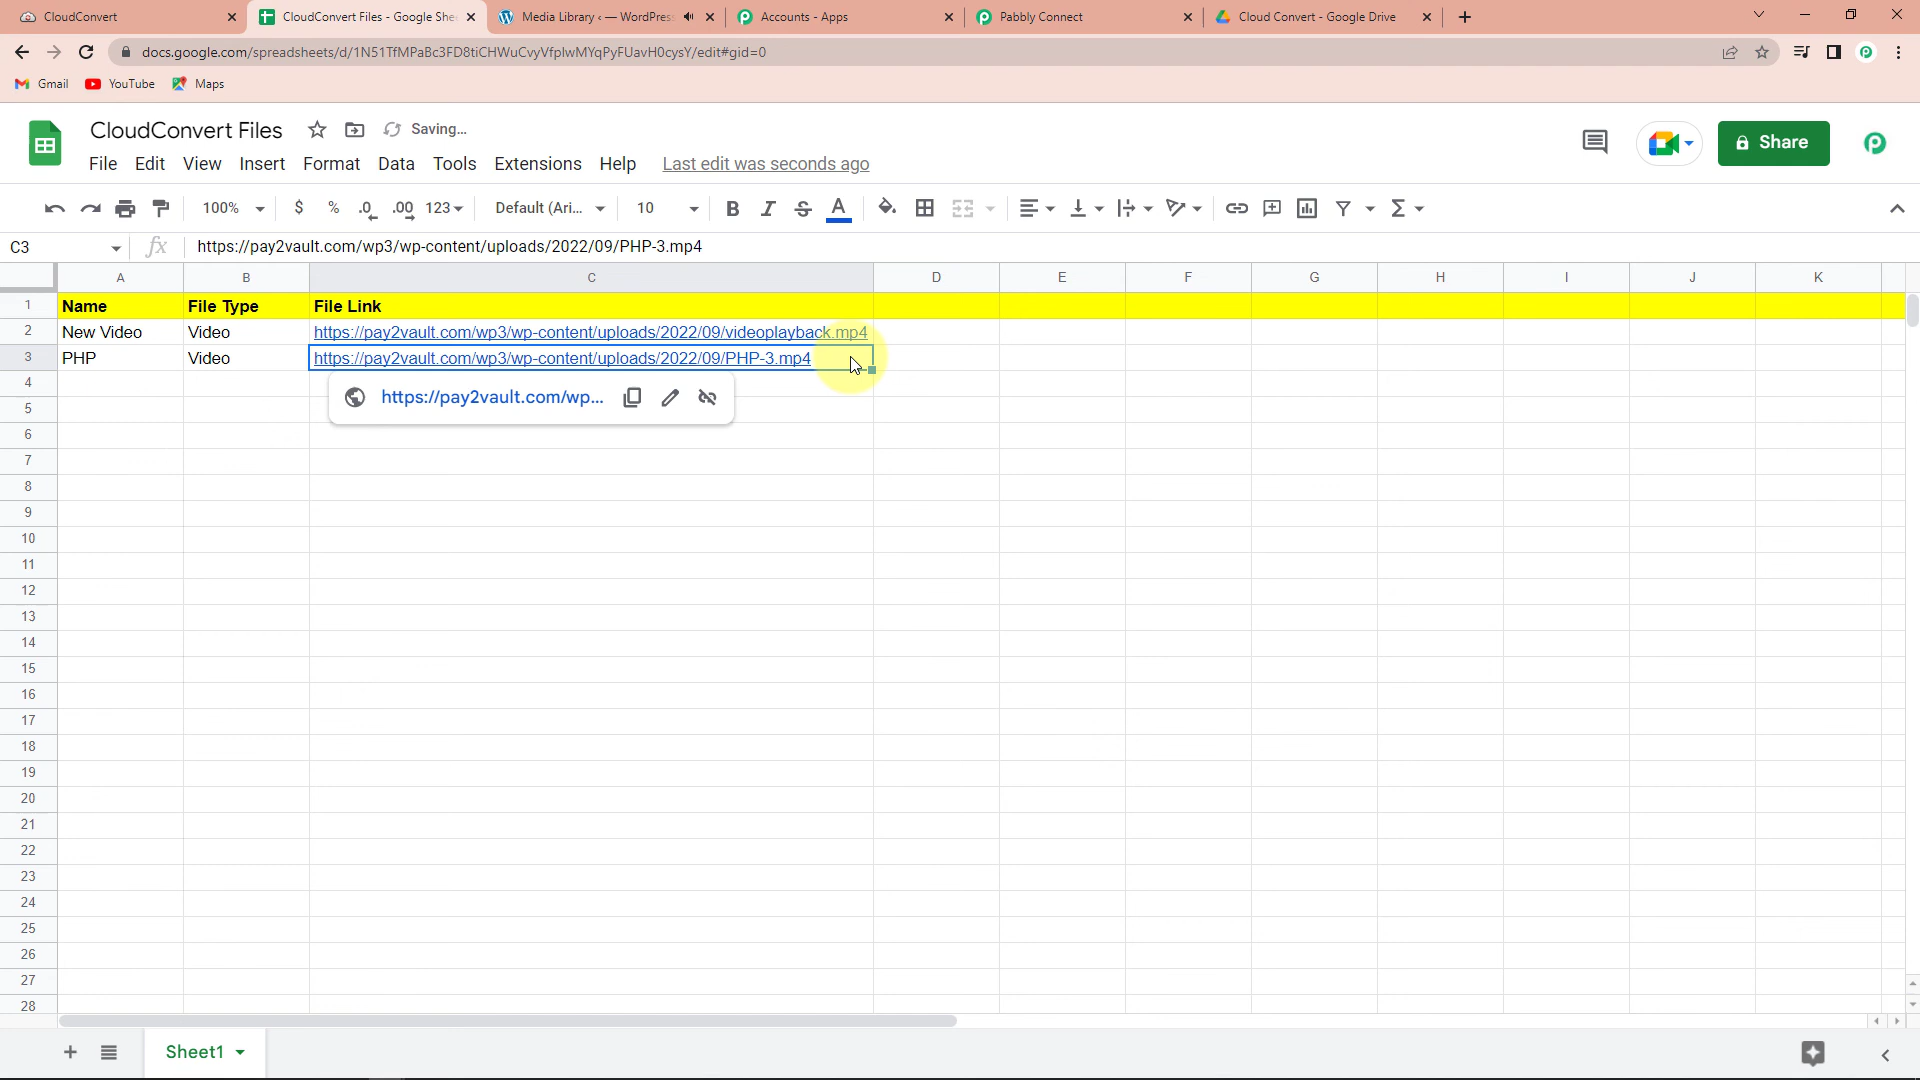 CloudConvert
CloudConvert Files - Google She
Media Library ‹ — WordPress
Accounts - Apps
Pabbly Connect
Cloud Convert - Google Drive
docs.google.com/spreadsheets/d/1N51TfMPaBc3FD8tiCHWuCvyVfplwMYqPyFUavH0cysY/edit#gid=0
Gmail
YouTube
Maps
CloudConvert Files
Saving...
File
Edit
View
Insert
Format
Data
Tools
Extensions
Help
Last edit was seconds ago
Share
100%
$
%
.0
.00
123
Default (Ari...
10
B
I
S
A
C3
fx
https://pay2vault.com/wp3/wp-content/uploads/2022/09/PHP-3.mp4
A B C D E F G H I J K
1 Name File Type File Link
2 New Video Video https://pay2vault.com/wp3/wp-content/uploads/2022/09/videoplayback.mp4
3 PHP Video https://pay2vault.com/wp3/wp-content/uploads/2022/09/PHP-3.mp4
https://pay2vault.com/wp...
4
5
6
7
8
9
10
11
12
13
14
15
16
17
18
19
20
21
22
23
24
25
26
27
28
Sheet1